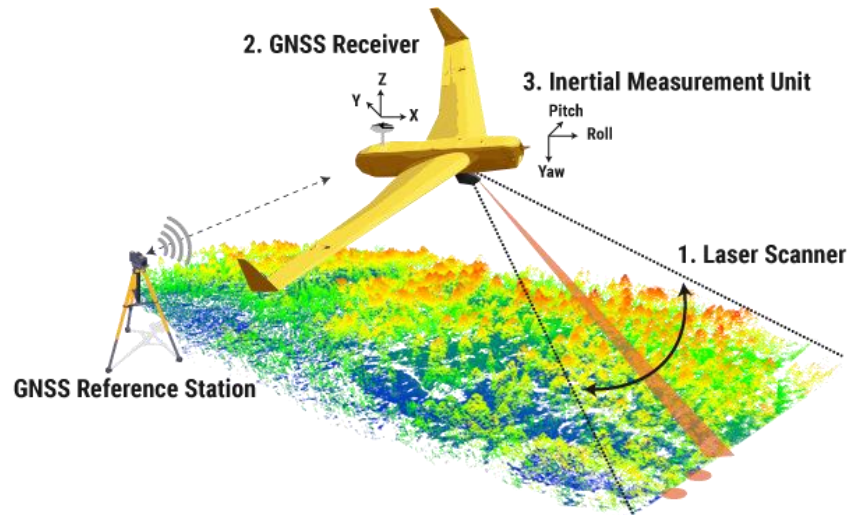 2. GNSS Receiver
Z
Y
X
3. Inertial Measurement Unit
Pitch
Roll
Yaw
1. Laser Scanner
GNSS Reference Station